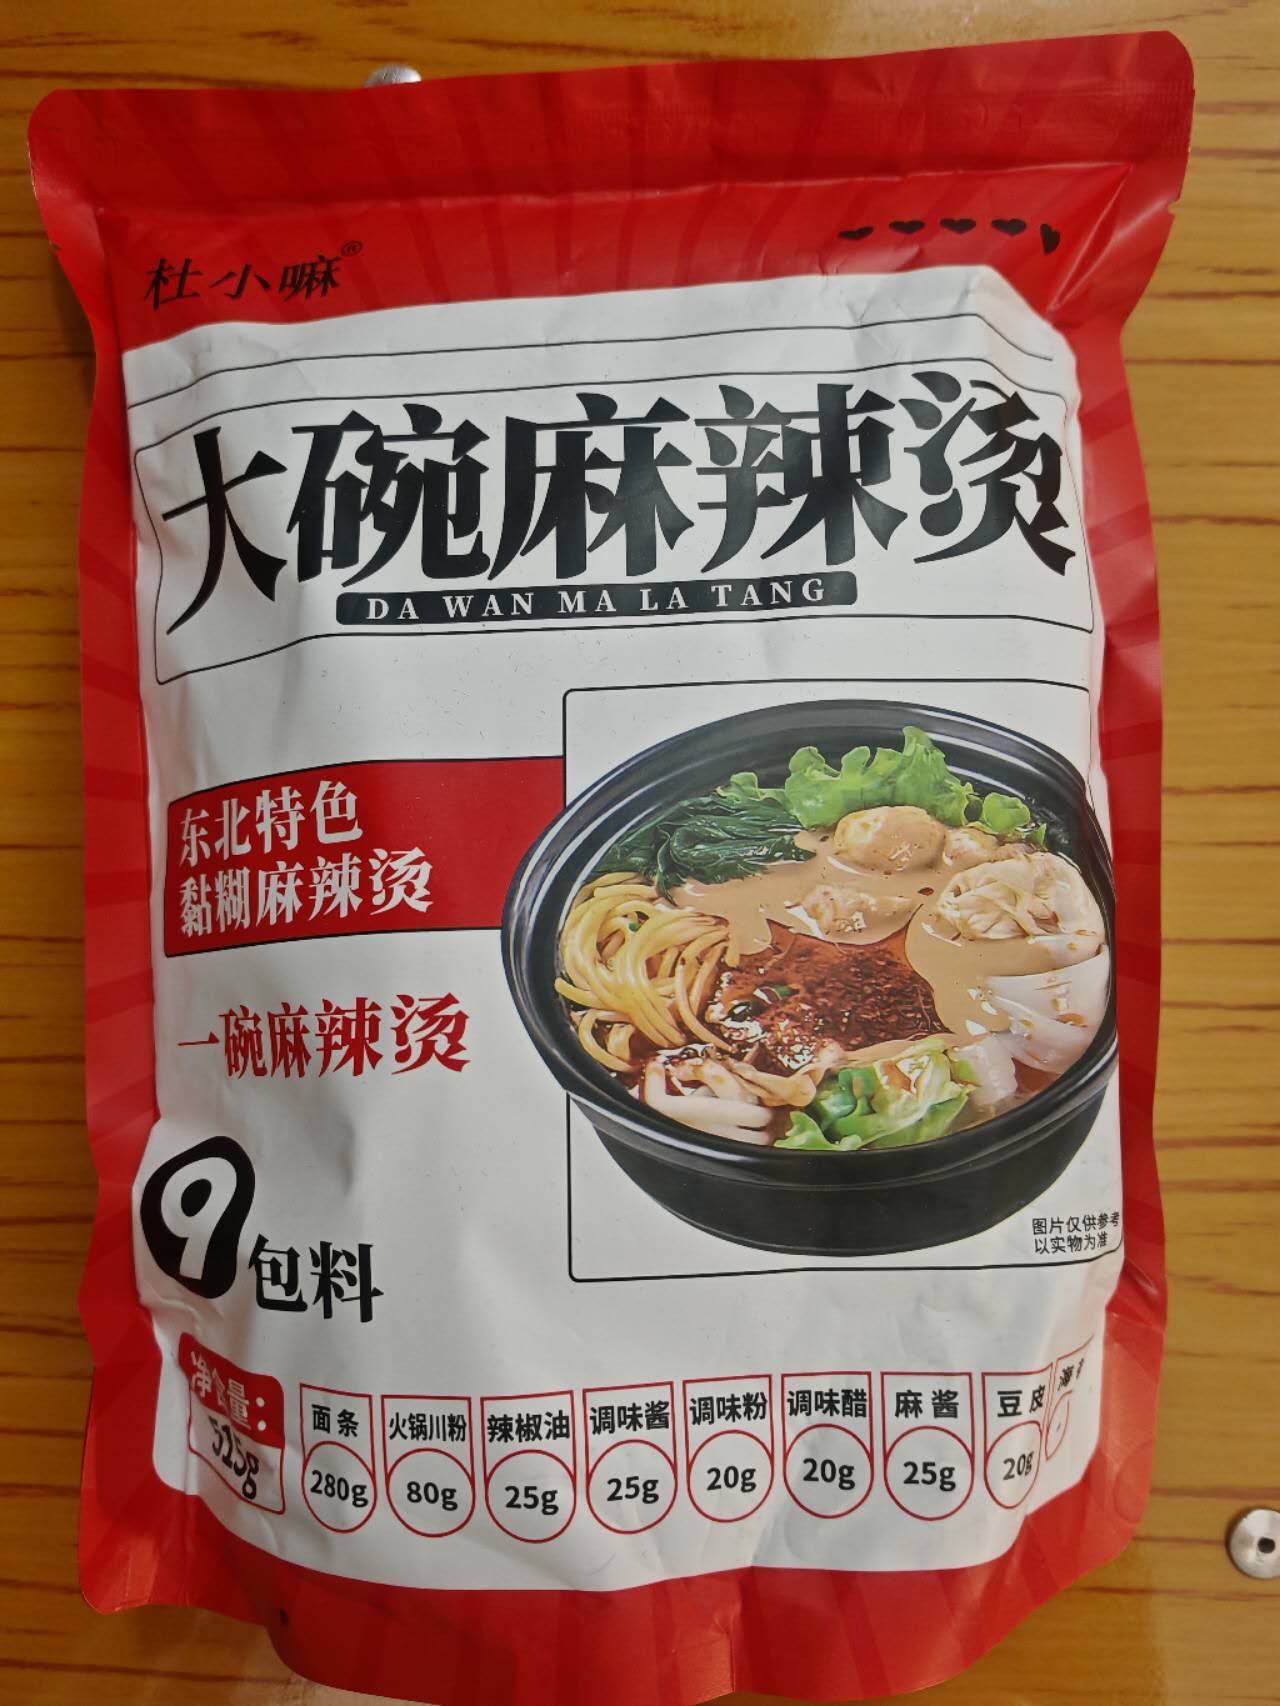 杜小嘛®
大碗麻辣烫
DA WAN MA LA TANG
东北特色
黏糊麻辣烫
一碗麻辣烫
9包料
图片仅供参考
以实物为准
净含量:
515g
面条
280g
火锅川粉
80g
辣椒油
25g
调味酱
25g
调味粉
20g
调味醋
20g
麻酱
25g
豆皮
20g
海